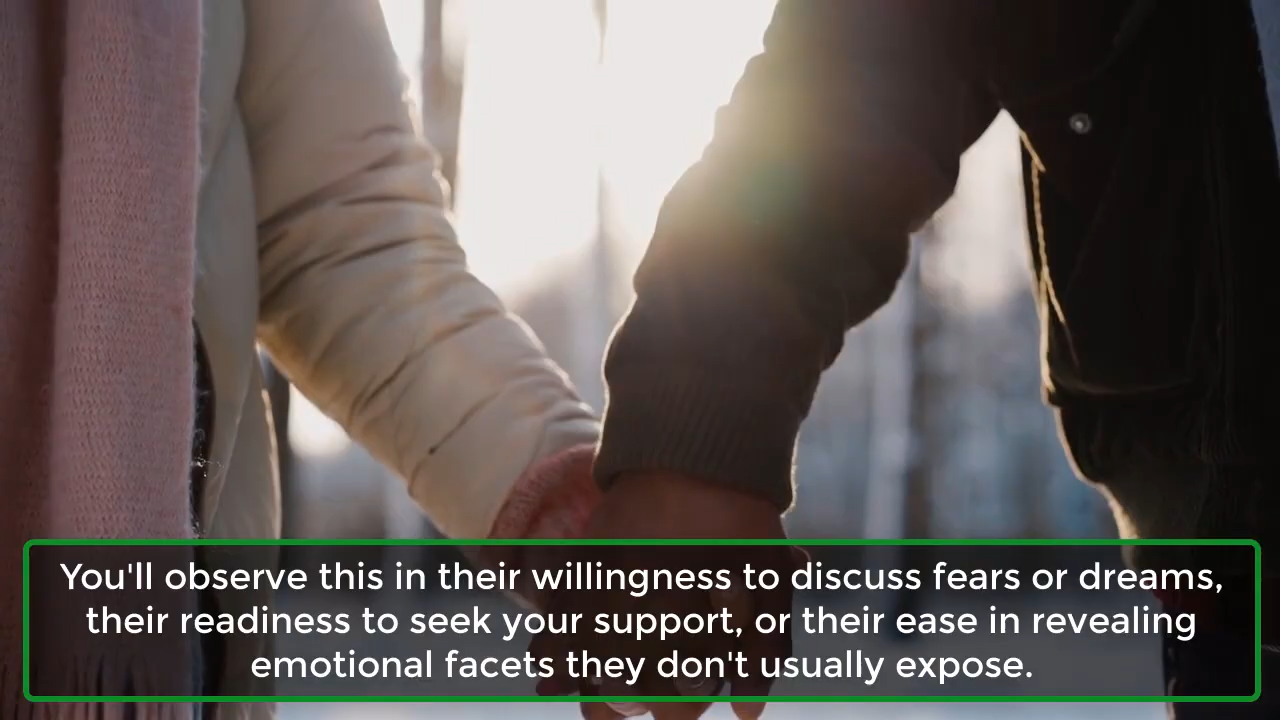 You'll observe this in their willingness to discuss fears or dreams,
their readiness to seek your support, or their ease in revealing
emotional facets they don't usually expose.